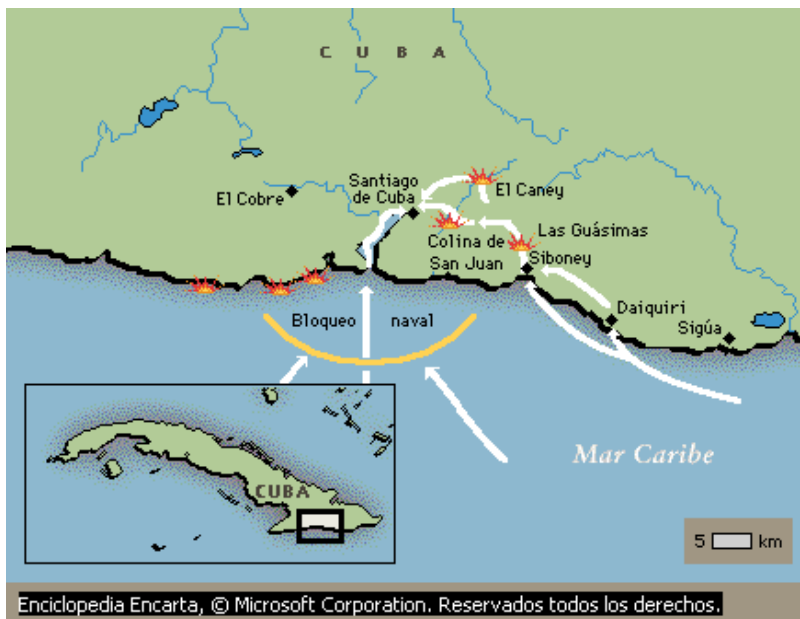 C U B A
Santiago
de Cuba
El Caney
El Cobre
Las Guásimas
Colina de
San Juan
Siboney
Daiquiri
Sigúa
Bloqueo naval
Mar Caribe
CUBA
5 km
Enciclopedia Encarta, © Microsoft Corporation. Reservados todos los derechos.